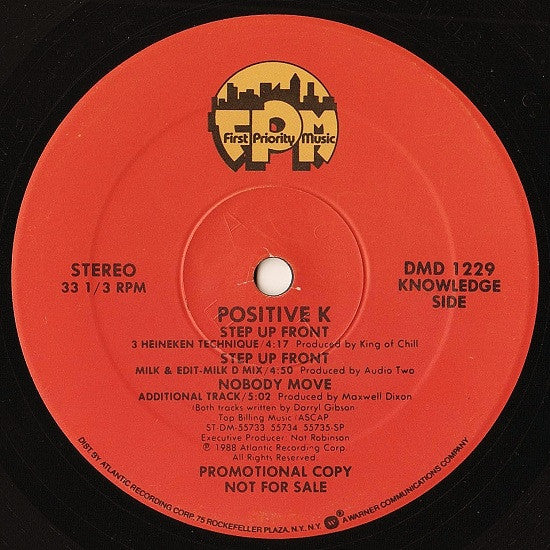 FPM
First Priority Music
STEREO
33 1/3 RPM
DMD 1229
KNOWLEDGE
SIDE
POSITIVE K
STEP UP FRONT
3 HEINEKEN TECHNIQUE/4:17 Produced by King of Chill
STEP UP FRONT
MILK & EDIT-MILK D MIX/4:50 Produced by Audio Two
NOBODY MOVE
ADDITIONAL TRACK/5:02 Produced by Maxwell Dixon
(Both tracks written by Darryl Gibson
Top Billing Music/ASCAP
ST-DM-55733 55734 55735-SP
Executive Producer: Nat Robinson
℗ 1988 Atlantic Recording Corp.
All Rights Reserved.
PROMOTIONAL COPY
NOT FOR SALE
DIST. BY ATLANTIC RECORDING CORP. 75 ROCKEFELLER PLAZA, N.Y. N.Y. A WARNER COMMUNICATIONS COMPANY